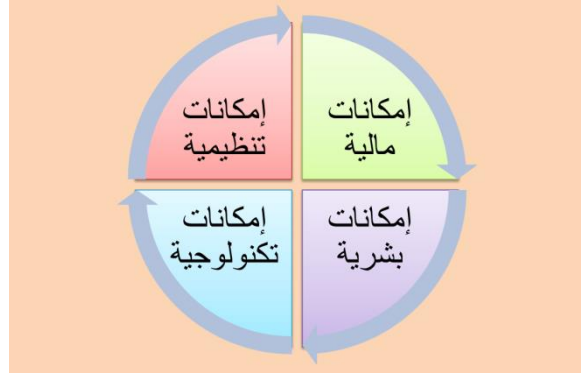 إمكانات
مالية
إمكانات
تنظيمية
إمكانات
بشرية
إمكانات
تكنولوجية